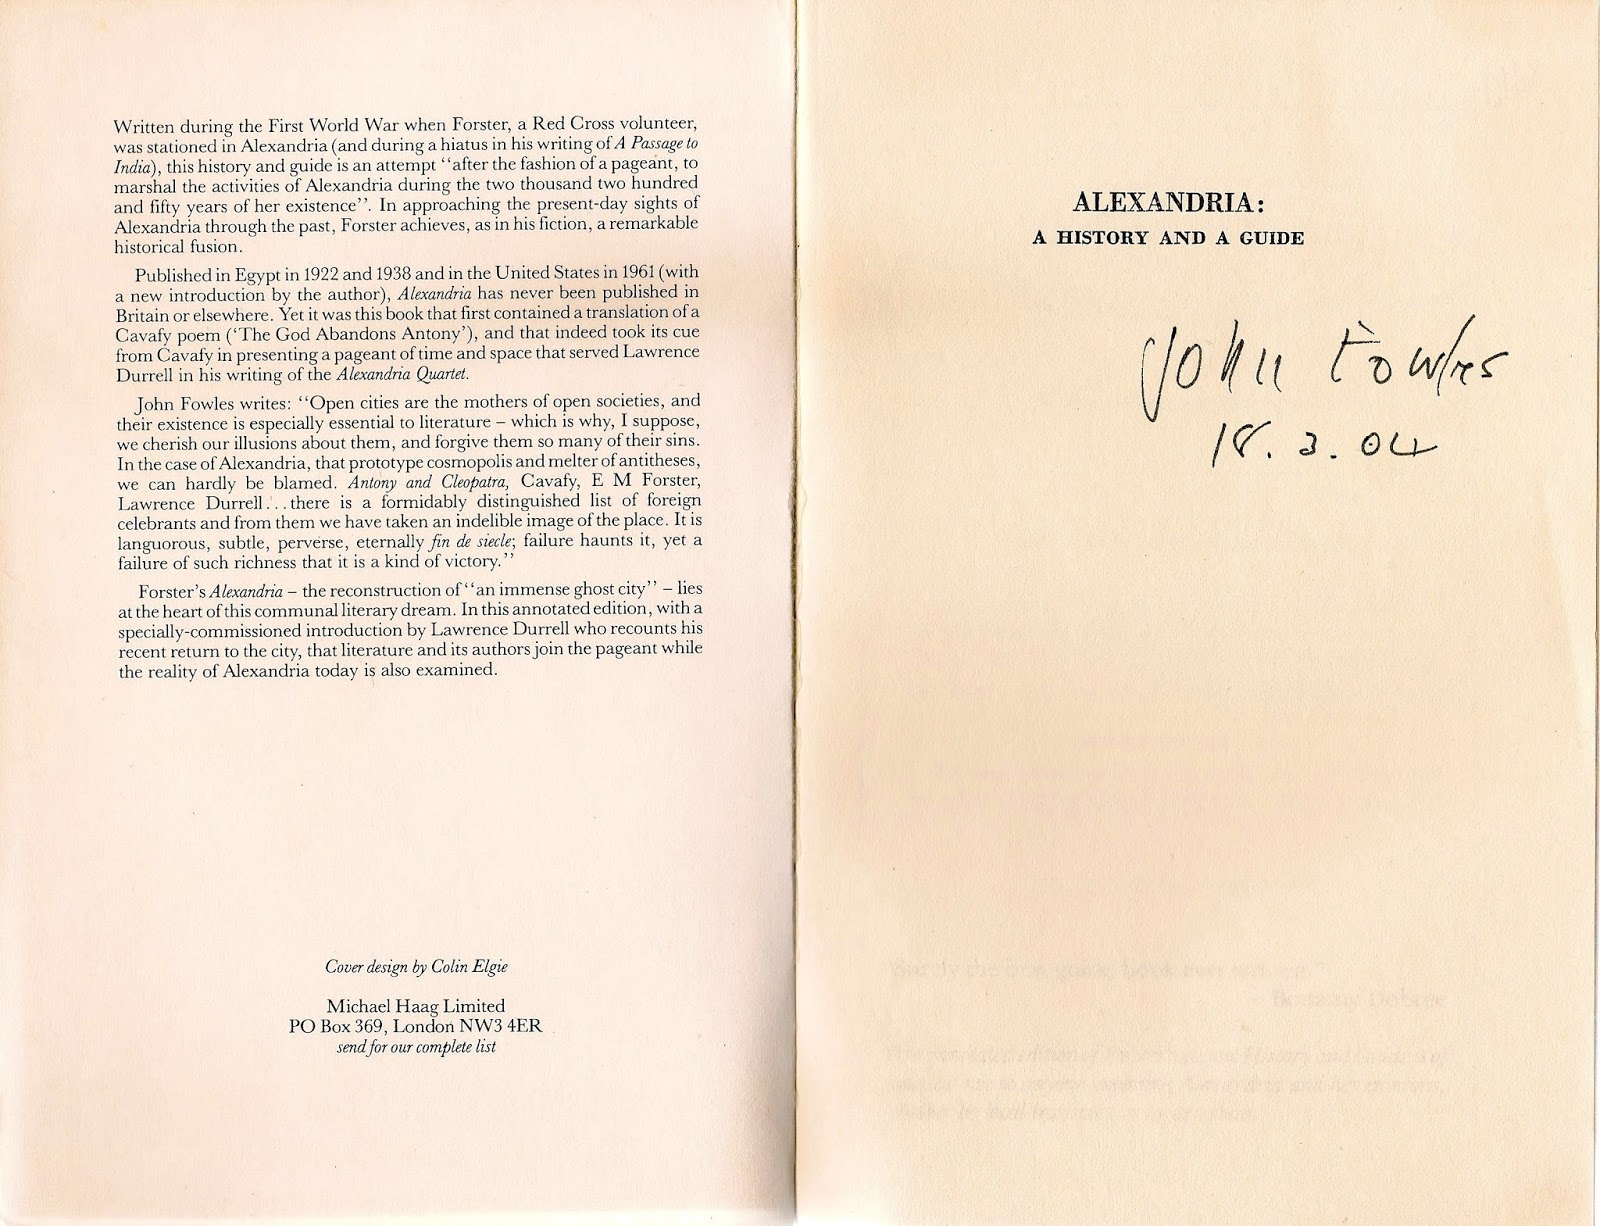 Written during the First World War when Forster, a Red Cross volunteer,
was stationed in Alexandria (and during a hiatus in his writing of A Passage to
India), this history and guide is an attempt “after the fashion of a pageant, to
marshal the activities of Alexandria during the two thousand two hundred
and fifty years of her existence”. In approaching the present-day sights of
Alexandria through the past, Forster achieves, as in his fiction, a remarkable
historical fusion.
Published in Egypt in 1922 and 1938 and in the United States in 1961 (with
a new introduction by the author), Alexandria has never been published in
Britain or elsewhere. Yet it was this book that first contained a translation of a
Cavafy poem (‘The God Abandons Antony’), and that indeed took its cue
from Cavafy in presenting a pageant of time and space that served Lawrence
Durrell in his writing of the Alexandria Quartet.
John Fowles writes: “Open cities are the mothers of open societies, and
their existence is especially essential to literature – which is why, I suppose,
we cherish our illusions about them, and forgive them so many of their sins.
In the case of Alexandria, that prototype cosmopolis and melter of antitheses,
we can hardly be blamed. Antony and Cleopatra, Cavafy, E M Forster,
Lawrence Durrell . . . there is a formidably distinguished list of foreign
celebrants and from them we have taken an indelible image of the place. It is
languorous, subtle, perverse, eternally fin de siecle; failure haunts it, yet a
failure of such richness that it is a kind of victory.”
Forster’s Alexandria – the reconstruction of “an immense ghost city” – lies
at the heart of this communal literary dream. In this annotated edition, with a
specially-commissioned introduction by Lawrence Durrell who recounts his
recent return to the city, that literature and its authors join the pageant while
the reality of Alexandria today is also examined.
Cover design by Colin Elgie
Michael Haag Limited
PO Box 369, London NW3 4ER
send for our complete list
ALEXANDRIA:
A HISTORY AND A GUIDE
John Fowles
18. 3. 04